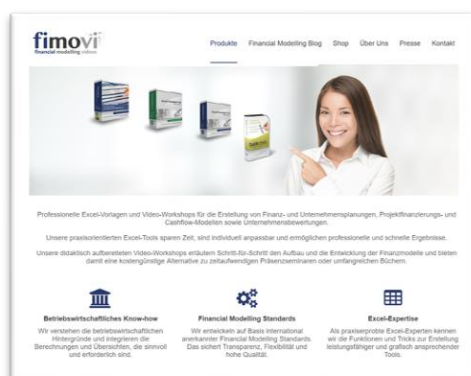 fimovi
financial modelling videos
Produkte Financial Modelling Blog Shop Über Uns Presse Kontakt
Professionelle Excel-Vorlagen und Video-Workshops für die Erstellung von Finanz- und Unternehmensplanungen, Projektfinanzierungs- und
Cashflow-Modellen sowie Unternehmensbewertungen.
Unsere praxisorientierten Excel-Tools sparen Zeit, sind individuell anpassbar und ermöglichen professionelle und schnelle Ergebnisse.
Unsere didaktisch aufbereiteten Video-Workshops erläutern Schritt-für-Schritt den Aufbau und die Entwicklung der Finanzmodelle und bieten
damit eine kostengünstige Alternative zu zeitaufwendigen Präsenzseminaren oder umfangreichen Büchern.
Betriebswirtschaftliches Know-how
Wir verstehen die betriebswirtschaftlichen
Hintergründe und integrieren die
Berechnungen und Übersichten, die sinnvoll
und erforderlich sind.
Financial Modelling Standards
Wir entwickeln auf Basis international
anerkannter Financial Modelling Standards.
Das sichert Transparenz, Flexibilität und
hohe Qualität.
Excel-Expertise
Als praxiserprobte Excel-Experten kennen
wir die Funktionen und Tricks zur Erstellung
leistungsfähiger und grafisch ansprechender
Tools.